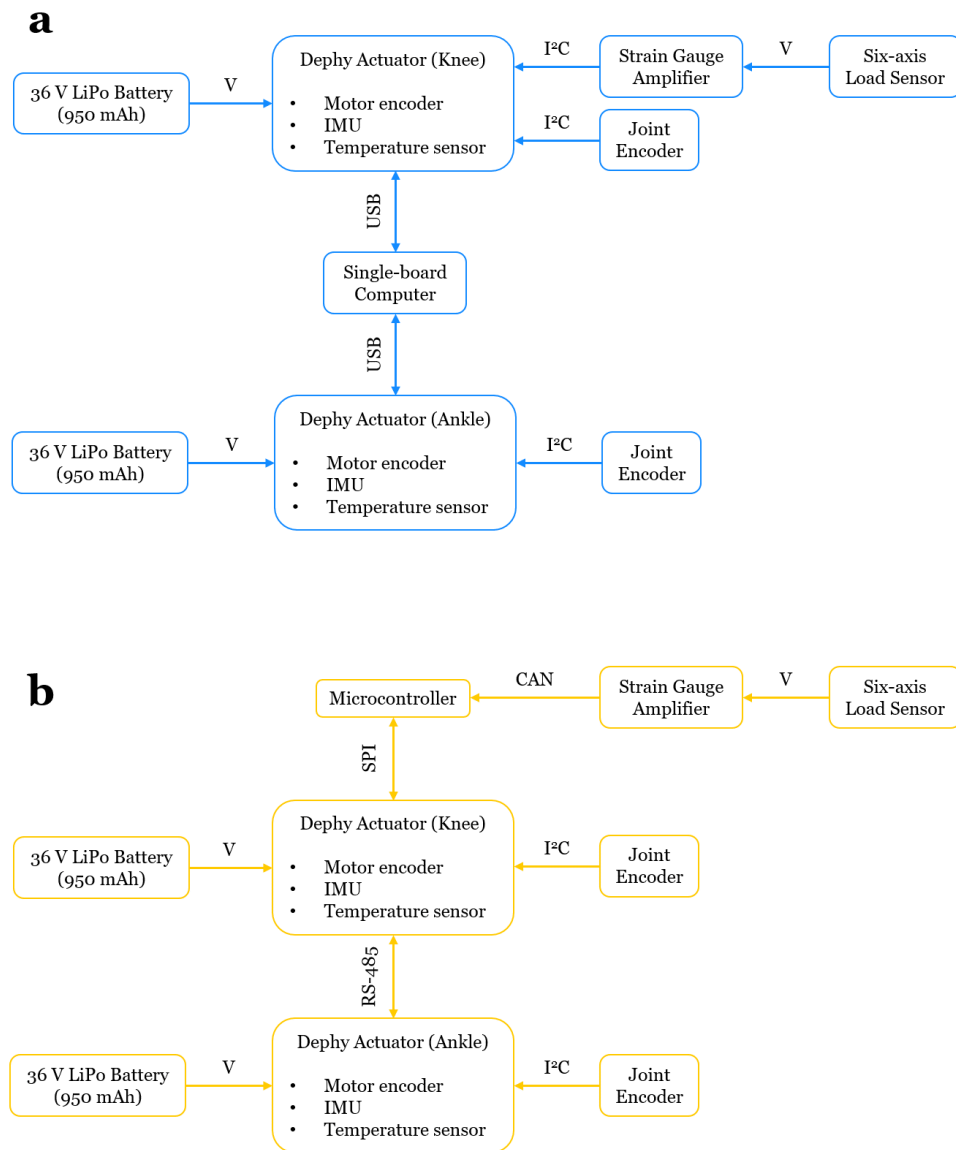 a
Dephy Actuator (Knee)
• Motor encoder
• IMU
• Temperature sensor
36 V LiPo Battery
(950 mAh)
V
I²C
Strain Gauge
Amplifier
V
Six-axis
Load Sensor
I²C
Joint
Encoder
USB
Single-board
Computer
USB
Dephy Actuator (Ankle)
• Motor encoder
• IMU
• Temperature sensor
36 V LiPo Battery
(950 mAh)
V
I²C
Joint
Encoder
b
Microcontroller
CAN
Strain Gauge
Amplifier
V
Six-axis
Load Sensor
SPI
Dephy Actuator (Knee)
• Motor encoder
• IMU
• Temperature sensor
36 V LiPo Battery
(950 mAh)
V
I²C
Joint
Encoder
RS-485
Dephy Actuator (Ankle)
• Motor encoder
• IMU
• Temperature sensor
36 V LiPo Battery
(950 mAh)
V
I²C
Joint
Encoder